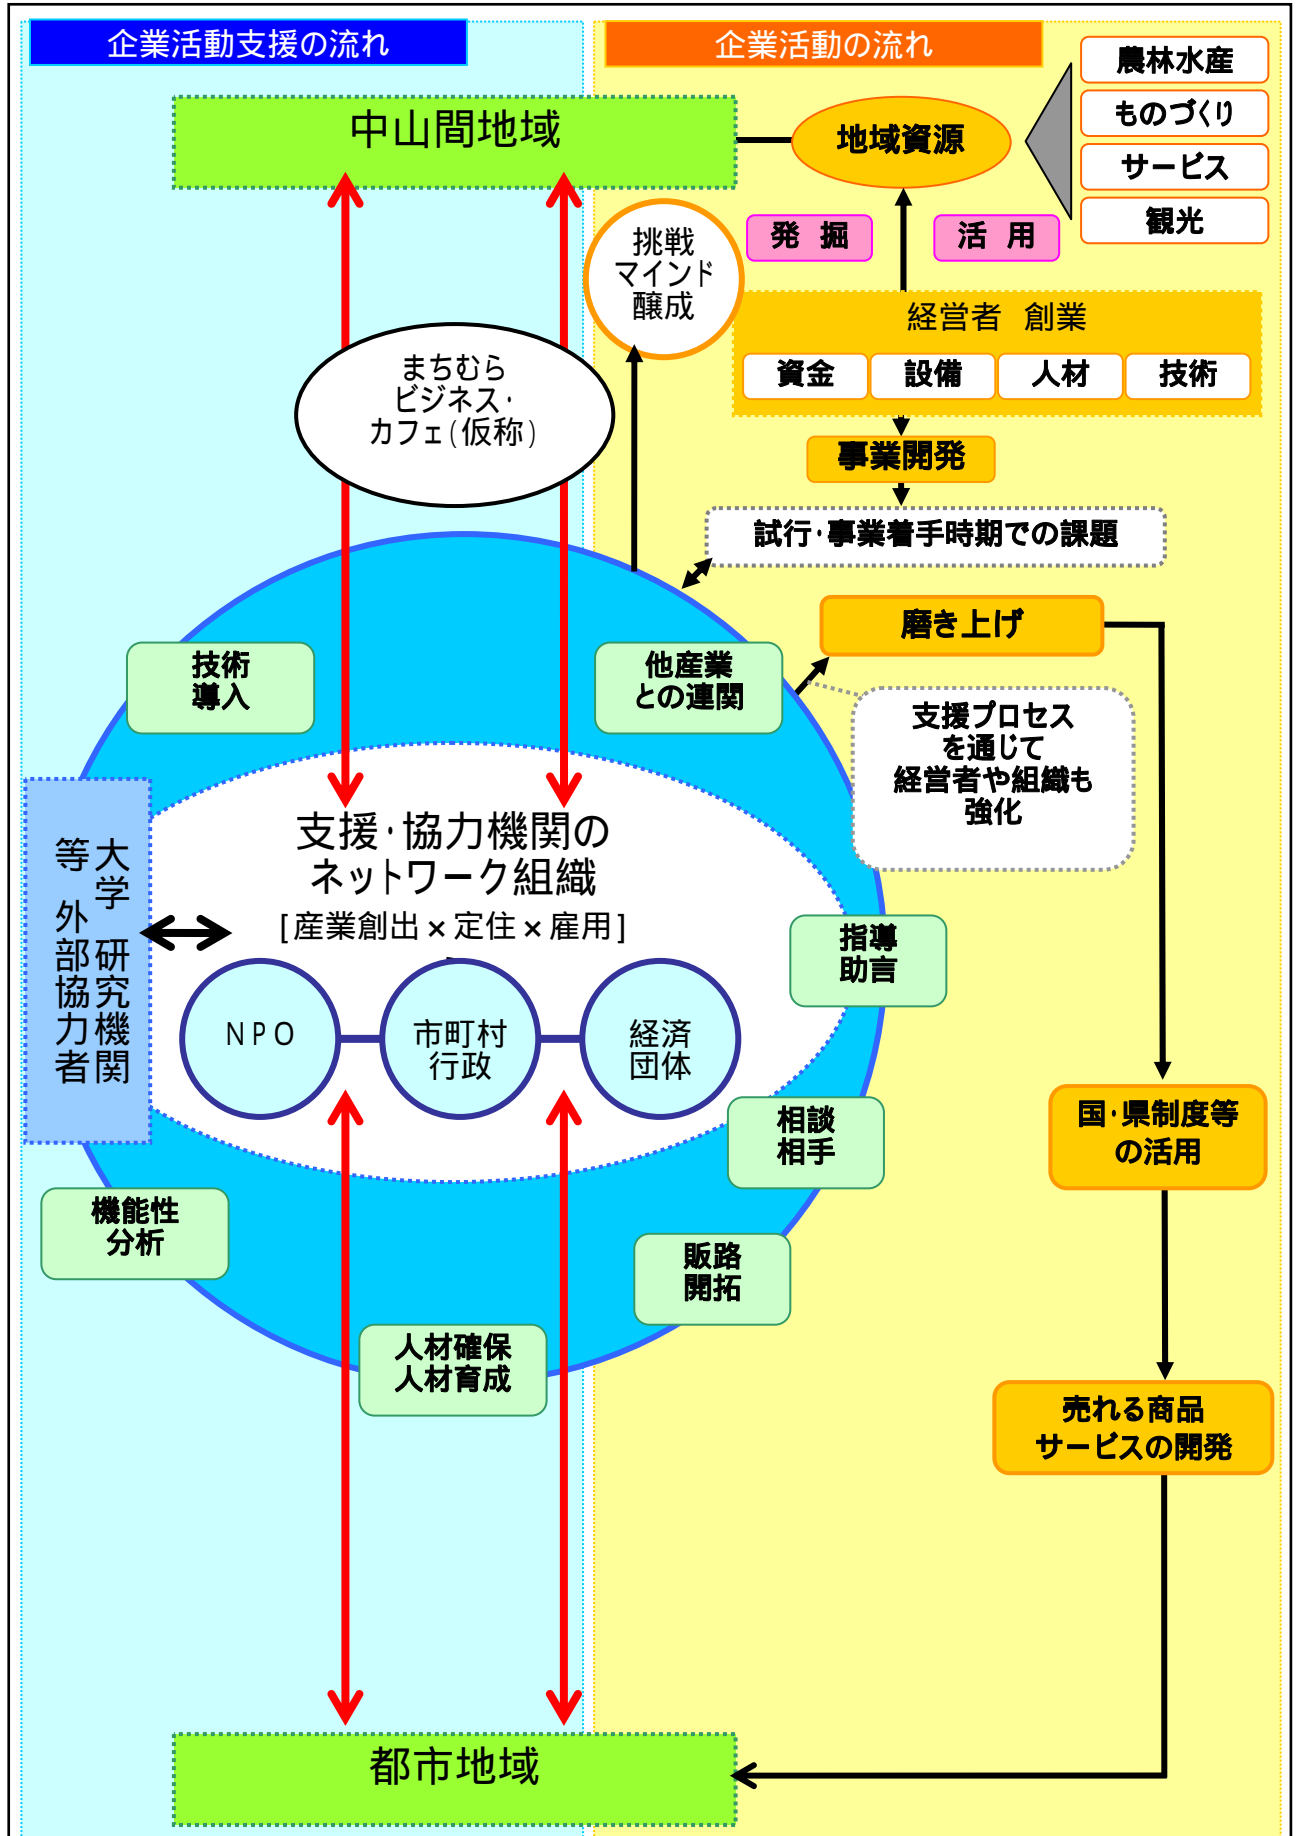 企業活動支援の流れ
企業活動の流れ
中山間地域
地域資源
農林水産
ものづくり
サービス
観光
発 掘
活 用
挑戦
マインド
醸成
経営者 創業
資金
設備
人材
技術
まちむら
ビジネス・
カフェ(仮称)
事業開発
試行・事業着手時期での課題
磨き上げ
技術
導入
他産業
との連関
支援プロセス
を通じて
経営者や組織も
強化
大学 研究機関
等 外部協力者
支援・協力機関の
ネットワーク組織
[産業創出×定住×雇用]
NPO
市町村
行政
経済
団体
指導
助言
相談
相手
国・県制度等
の活用
機能性
分析
販路
開拓
人材確保
人材育成
売れる商品
サービスの開発
都市地域